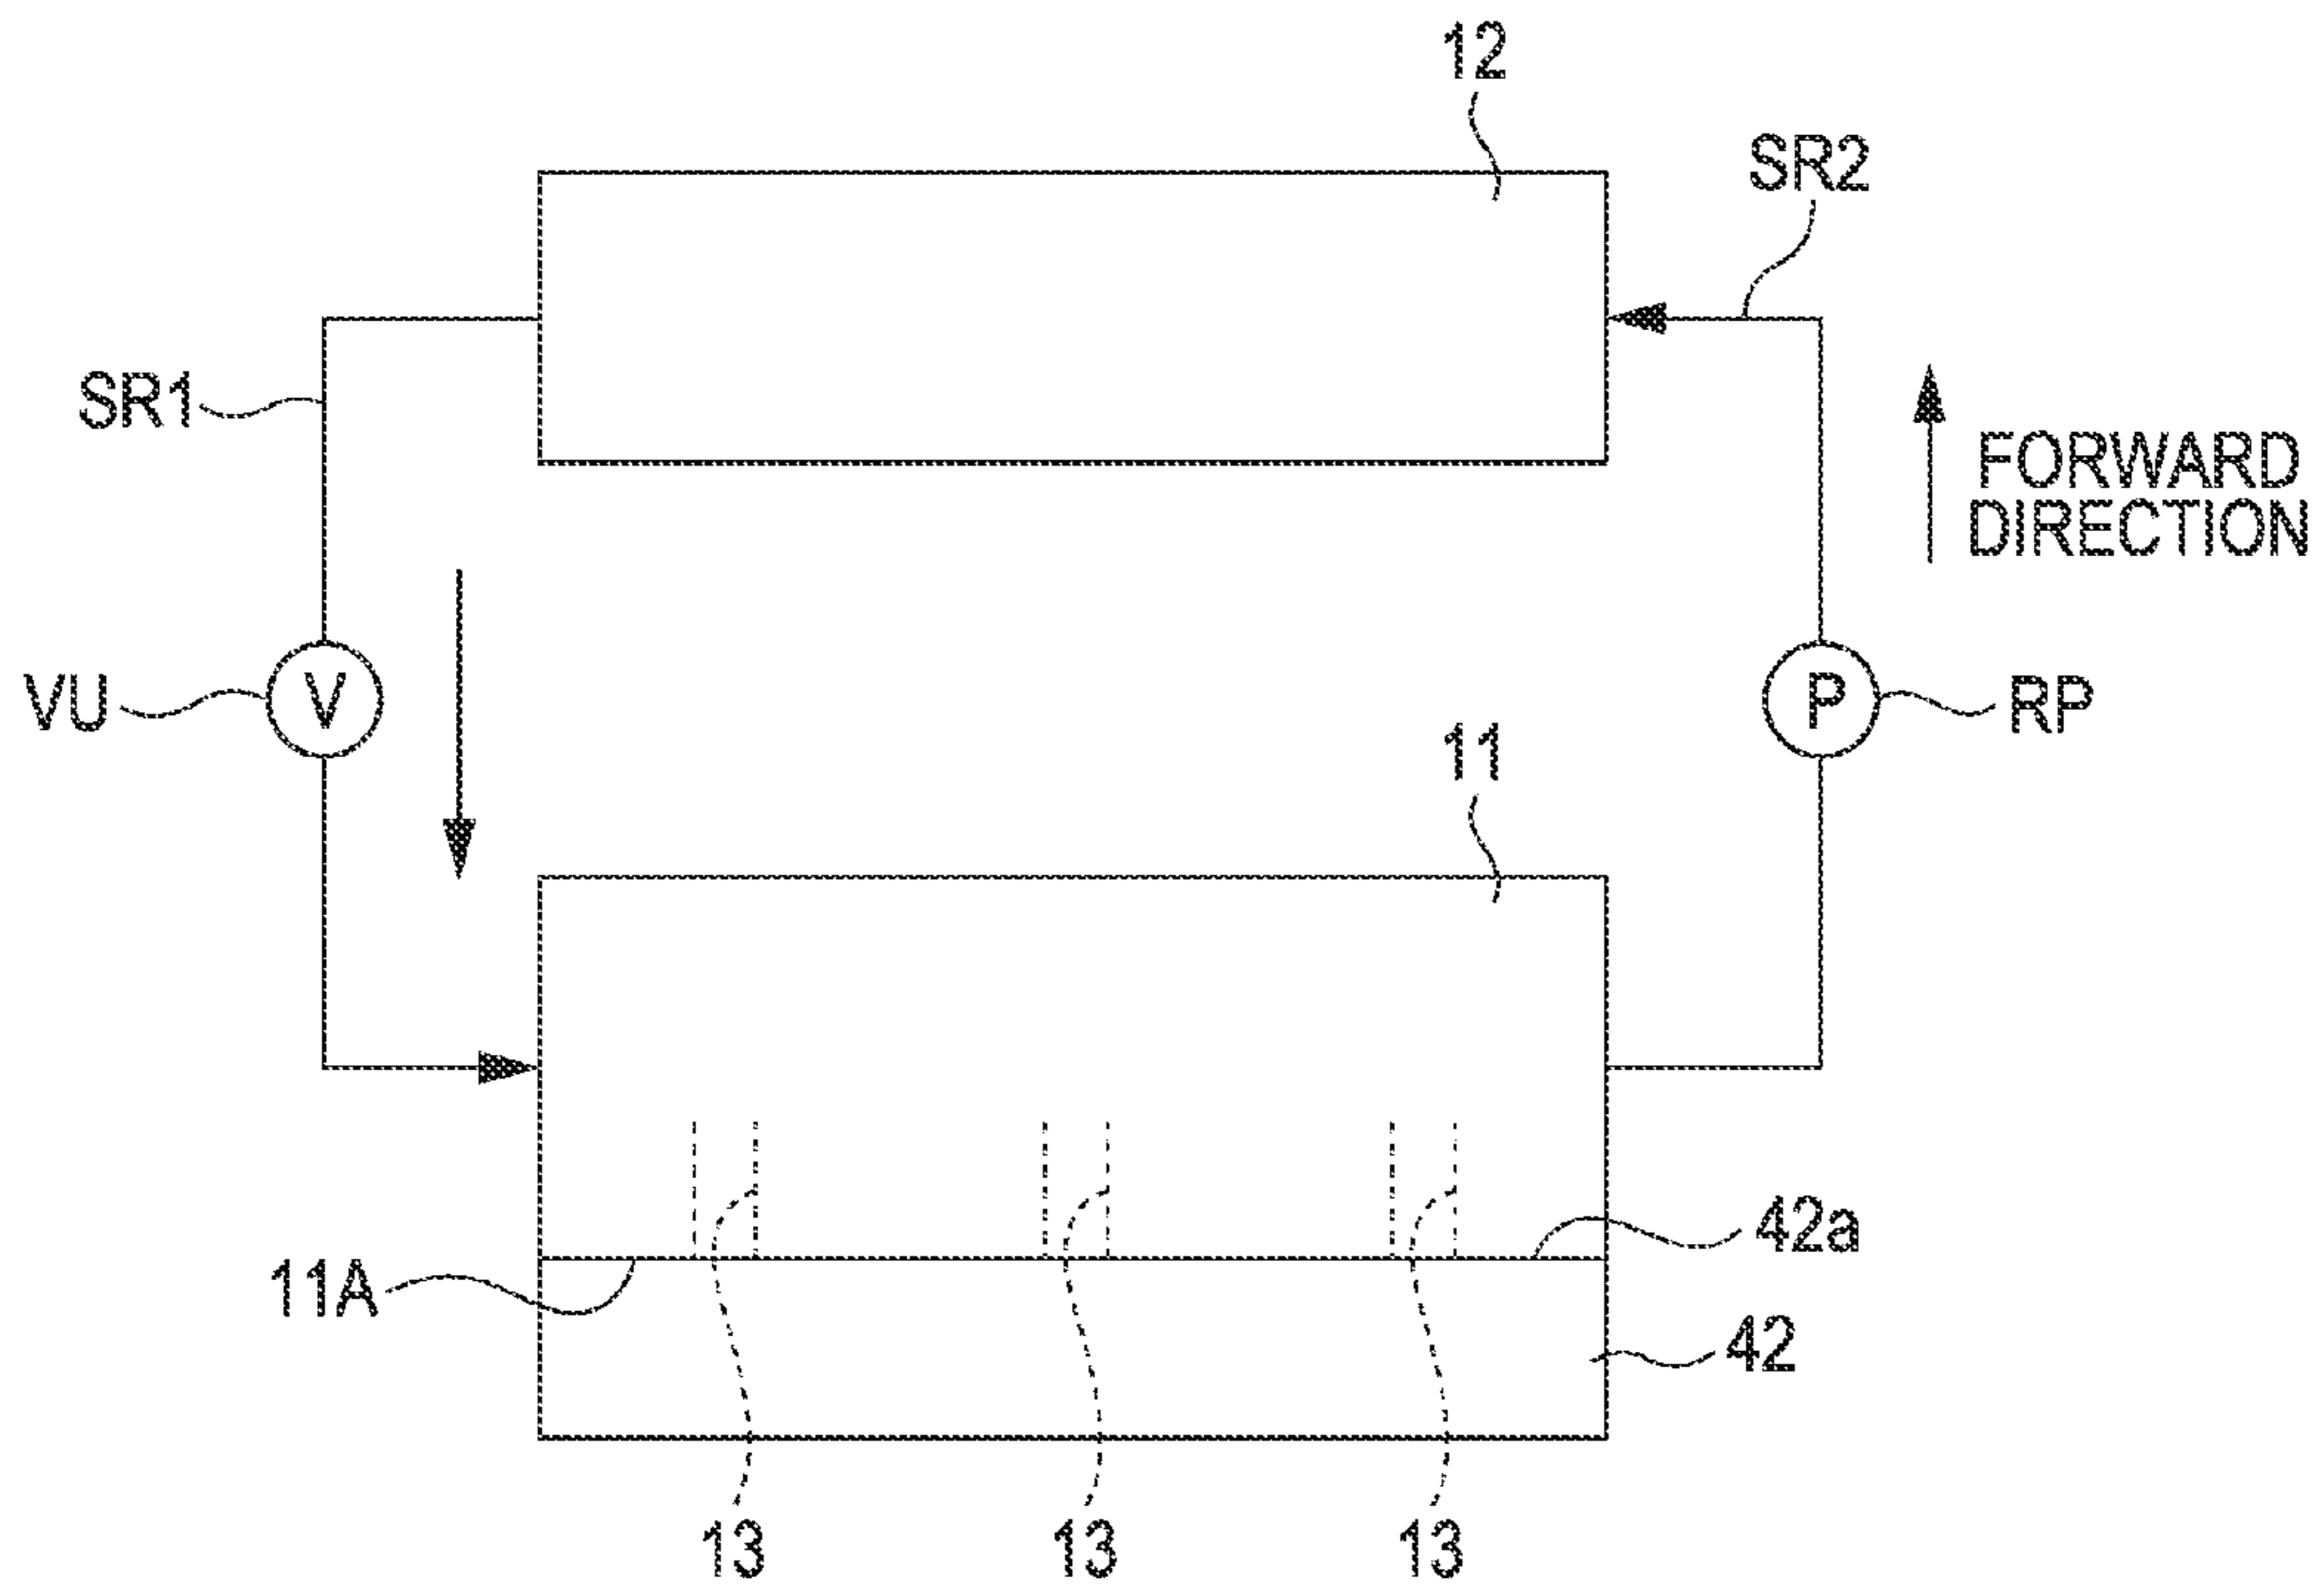 12
SR2
SR1
FORWARD
DIRECTION
VU
V
P
RP
11
42a
11A
42
13
13
13